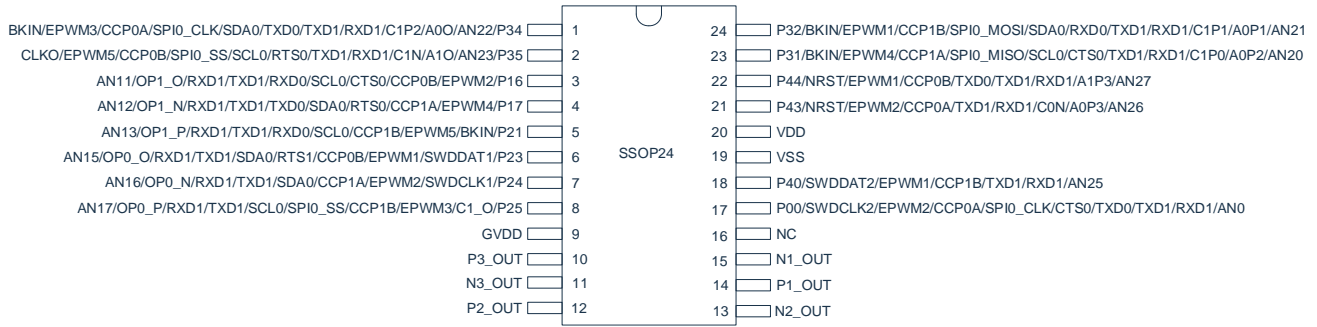 BKIN/EPWM3/CCP0A/SPI0_CLK/SDA0/TXD0/TXD1/RXD1/C1P2/A0O/AN22/P34 1
CLKO/EPWM5/CCP0B/SPI0_SS/SCL0/RTS0/TXD1/RXD1/C1N/A1O/AN23/P35 2
AN11/OP1_O/RXD1/TXD1/RXD0/SCL0/CTS0/CCP0B/EPWM2/P16 3
AN12/OP1_N/RXD1/TXD1/TXD0/SDA0/RTS0/CCP1A/EPWM4/P17 4
AN13/OP1_P/RXD1/TXD1/RXD0/SCL0/CCP1B/EPWM5/BKIN/P21 5
AN15/OP0_O/RXD1/TXD1/SDA0/RTS1/CCP0B/EPWM1/SWDDAT1/P23 6
AN16/OP0_N/RXD1/TXD1/SDA0/CCP1A/EPWM2/SWDCLK1/P24 7
AN17/OP0_P/RXD1/TXD1/SCL0/SPI0_SS/CCP1B/EPWM3/C1_O/P25 8
GVDD 9
P3_OUT 10
N3_OUT 11
P2_OUT 12
SSOP24
24 P32/BKIN/EPWM1/CCP1B/SPI0_MOSI/SDA0/RXD0/TXD1/RXD1/C1P1/A0P1/AN21
23 P31/BKIN/EPWM4/CCP1A/SPI0_MISO/SCL0/CTS0/TXD1/RXD1/C1P0/A0P2/AN20
22 P44/NRST/EPWM1/CCP0B/TXD0/TXD1/RXD1/A1P3/AN27
21 P43/NRST/EPWM2/CCP0A/TXD1/RXD1/C0N/A0P3/AN26
20 VDD
19 VSS
18 P40/SWDDAT2/EPWM1/CCP1B/TXD1/RXD1/AN25
17 P00/SWDCLK2/EPWM2/CCP0A/SPI0_CLK/CTS0/TXD0/TXD1/RXD1/AN0
16 NC
15 N1_OUT
14 P1_OUT
13 N2_OUT